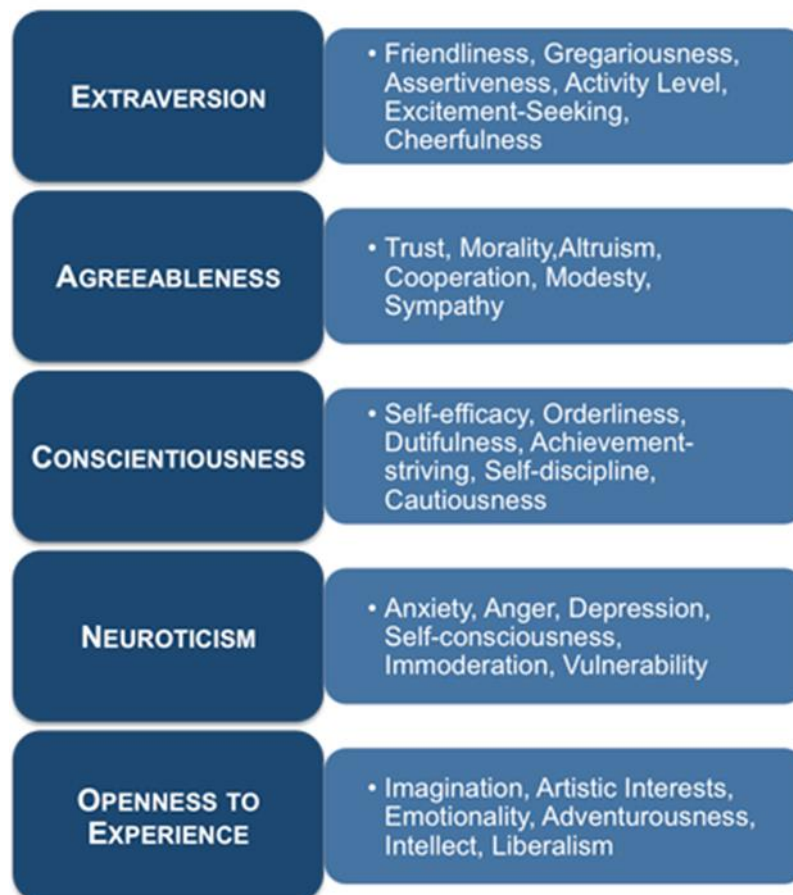 EXTRAVERSION
• Friendliness, Gregariousness,
Assertiveness, Activity Level,
Excitement-Seeking,
Cheerfulness
AGREEABLENESS
• Trust, Morality,Altruism,
Cooperation, Modesty,
Sympathy
CONSCIENTIOUSNESS
• Self-efficacy, Orderliness,
Dutifulness, Achievement-
striving, Self-discipline,
Cautiousness
NEUROTICISM
• Anxiety, Anger, Depression,
Self-consciousness,
Immoderation, Vulnerability
OPENNESS TO
EXPERIENCE
• Imagination, Artistic Interests,
Emotionality, Adventurousness,
Intellect, Liberalism